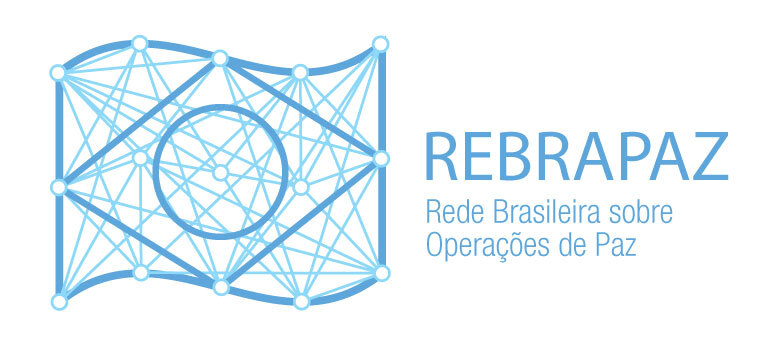 REBRAPAZ
Rede Brasileira sobre
Operações de Paz